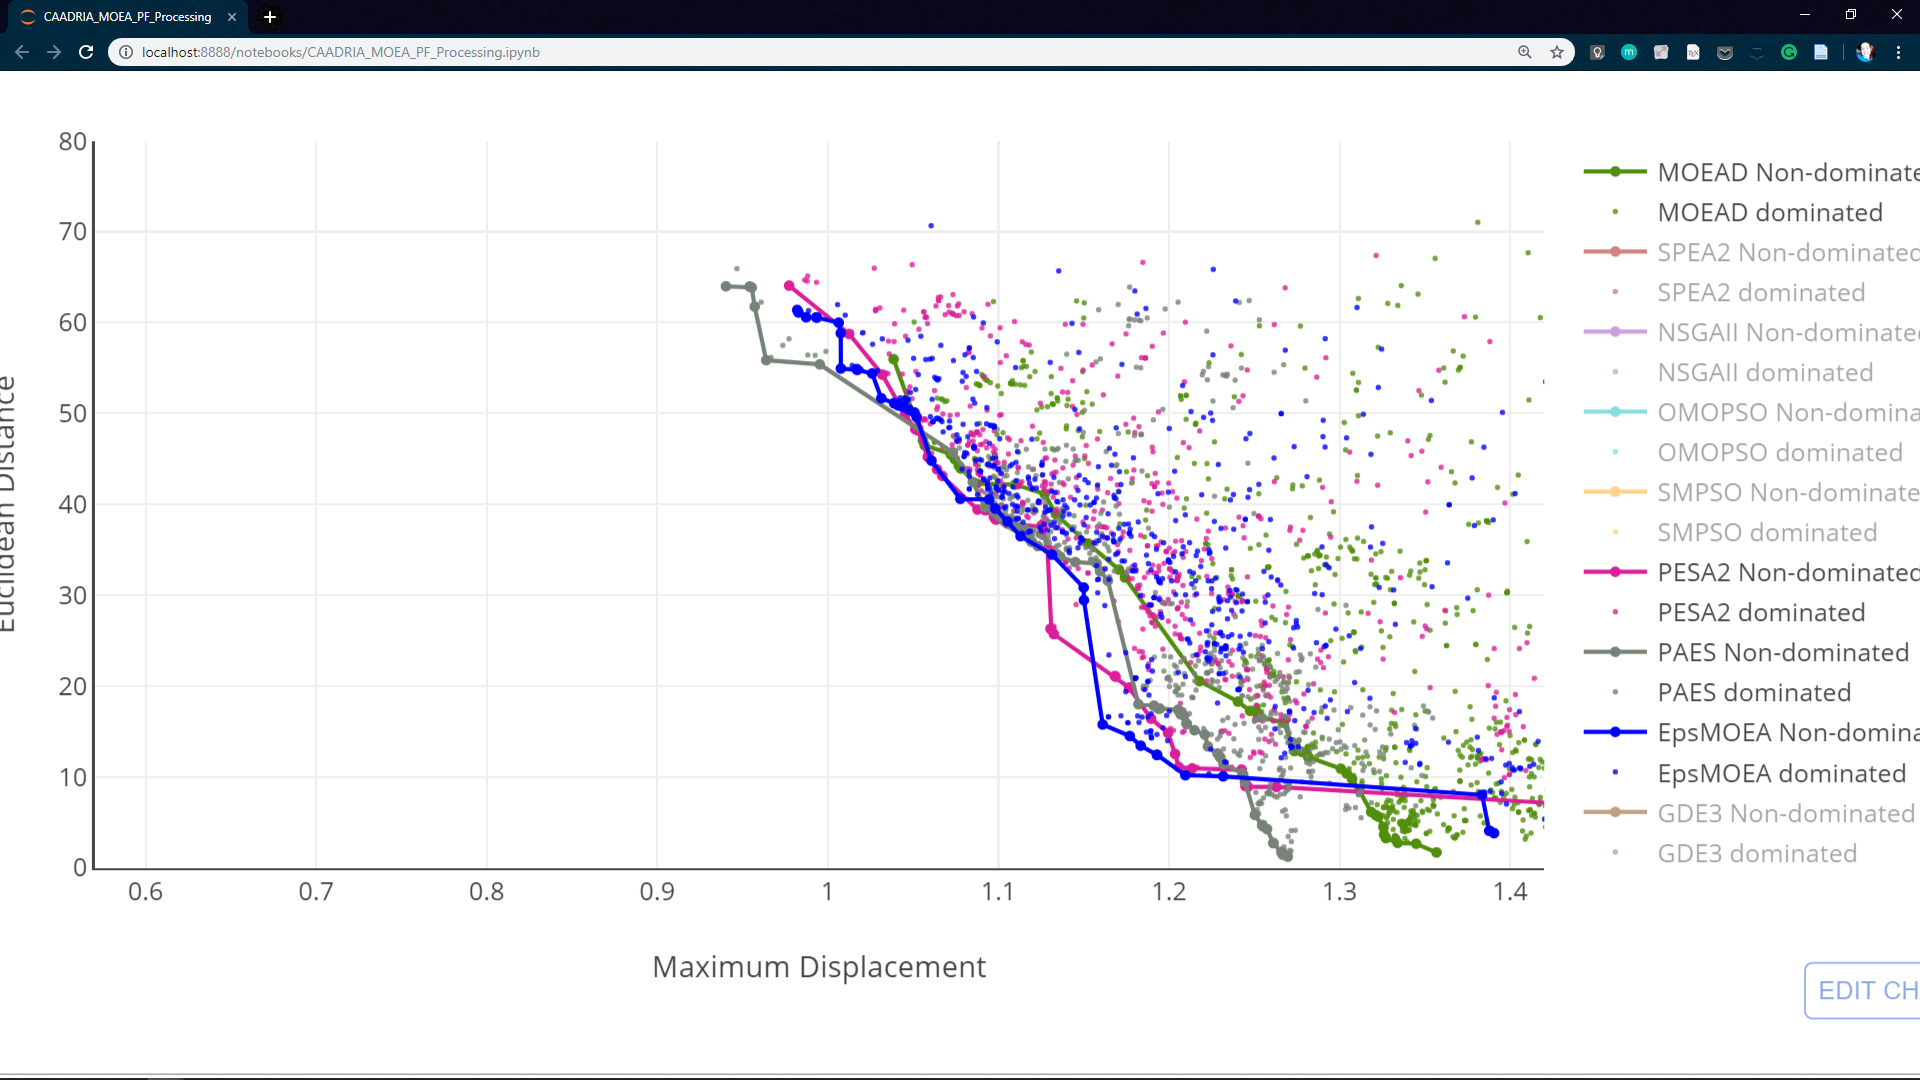 CAADRIA_MOEA_PF_Processing
localhost:8888/notebooks/CAADRIA_MOEA_PF_Processing.ipynb
80
70
60
50
40
30
20
10
0
Euclidean Distance
0.6
0.7
0.8
0.9
1
1.1
1.2
1.3
1.4
Maximum Displacement
MOEAD Non-dominate
MOEAD dominated
SPEA2 Non-dominated
SPEA2 dominated
NSGAII Non-dominated
NSGAII dominated
OMOPSO Non-domina
OMOPSO dominated
SMPSO Non-dominate
SMPSO dominated
PESA2 Non-dominated
PESA2 dominated
PAES Non-dominated
PAES dominated
EpsMOEA Non-domina
EpsMOEA dominated
GDE3 Non-dominated
GDE3 dominated
EDIT CH